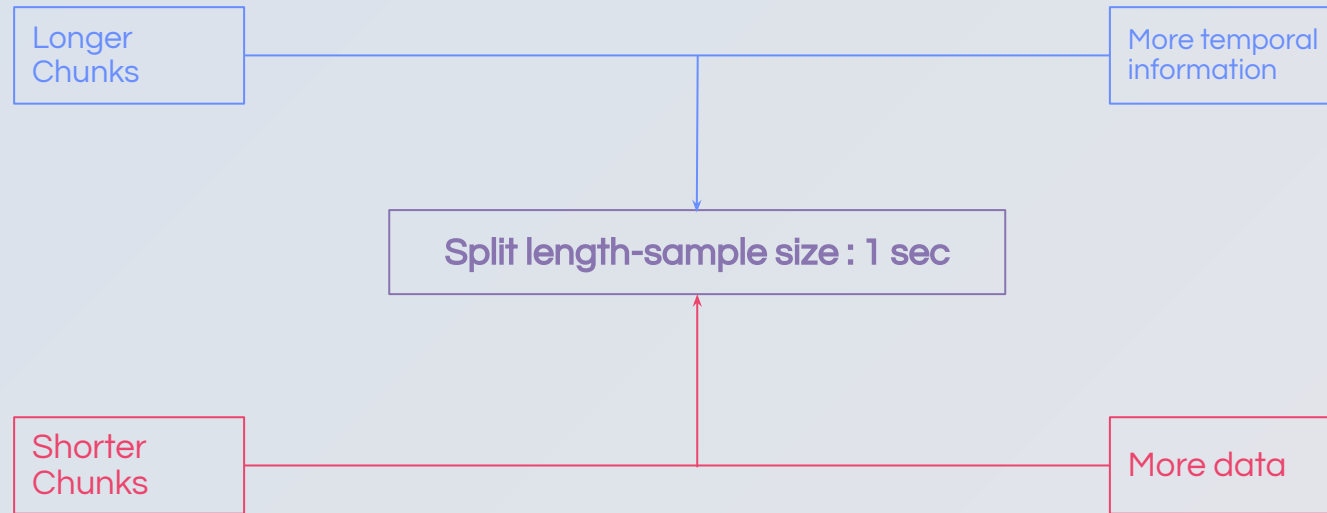 Longer
Chunks
More temporal
information
Split length-sample size : 1 sec
Shorter
Chunks
More data